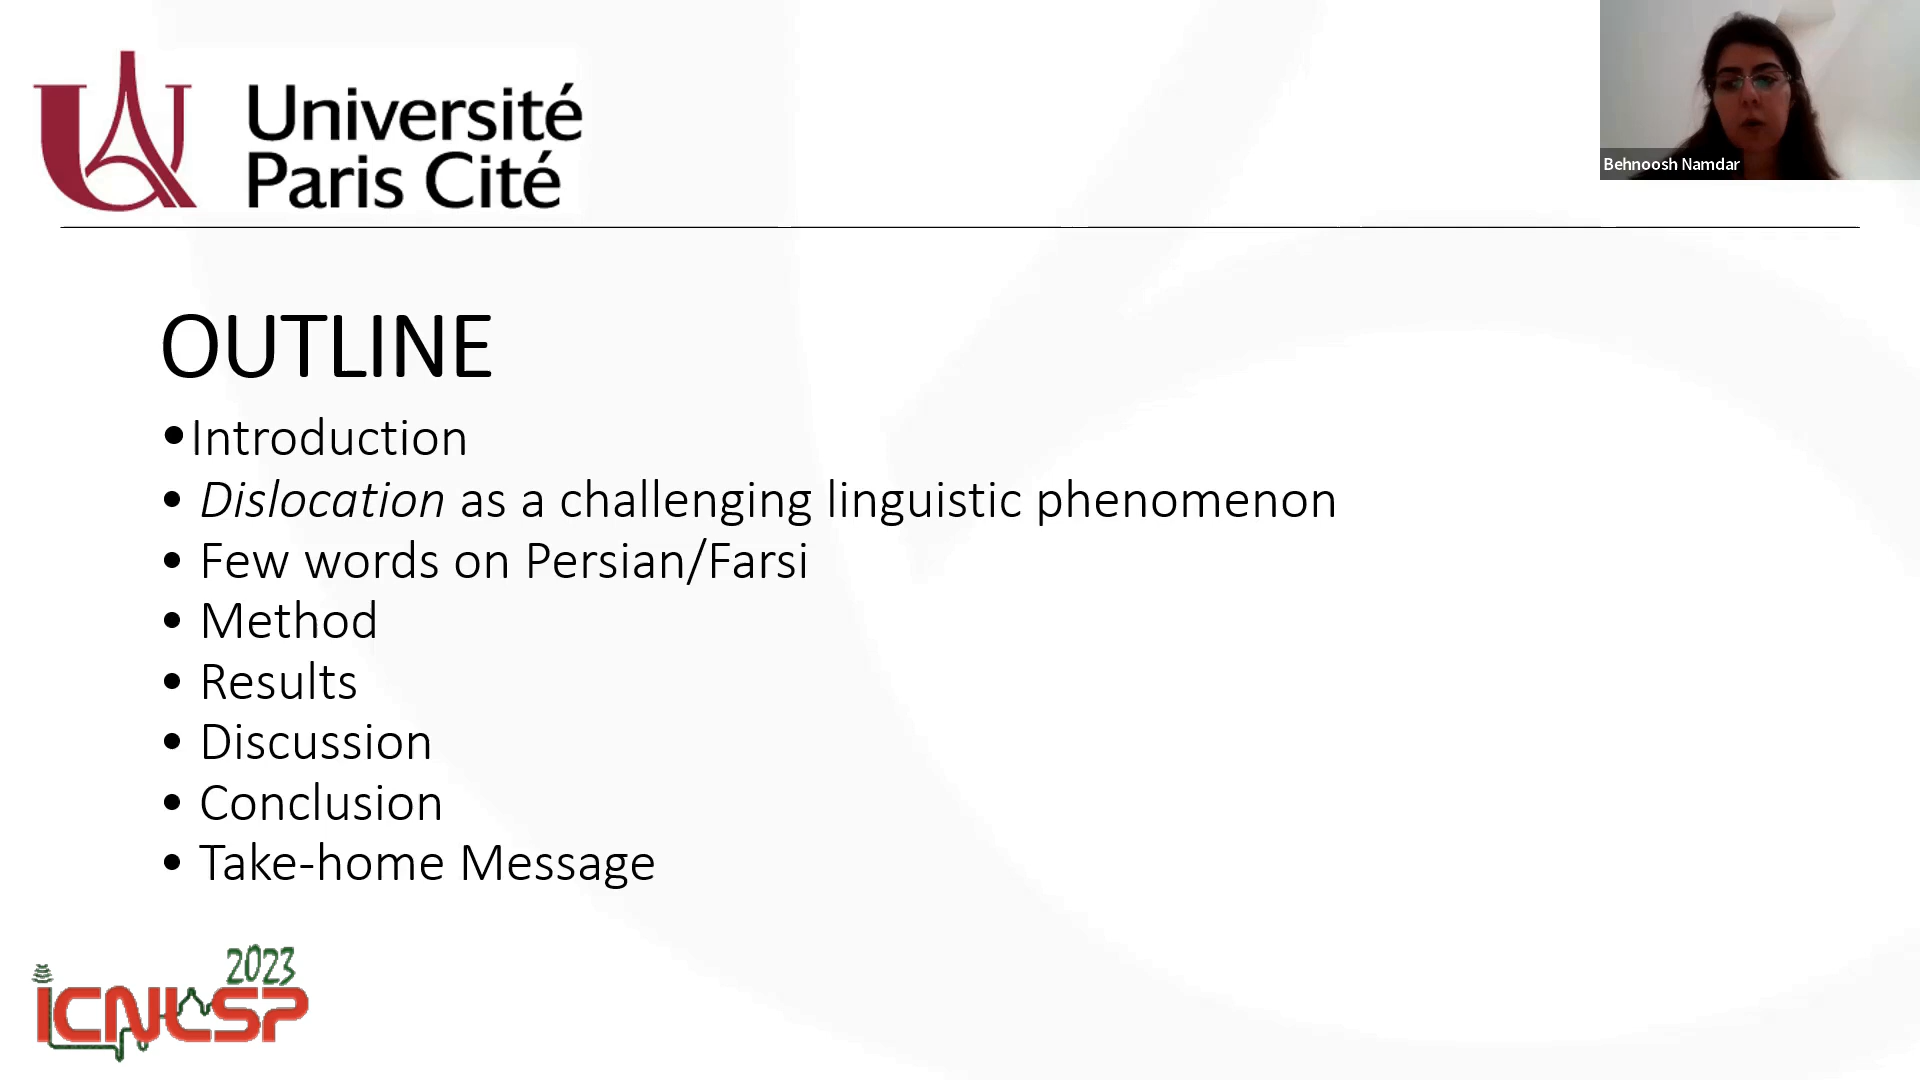 Université
Paris Cité
Behnoosh Namdar
OUTLINE
•Introduction
• Dislocation as a challenging linguistic phenomenon
• Few words on Persian/Farsi
• Method
• Results
• Discussion
• Conclusion
• Take-home Message
2023
ICNLSP